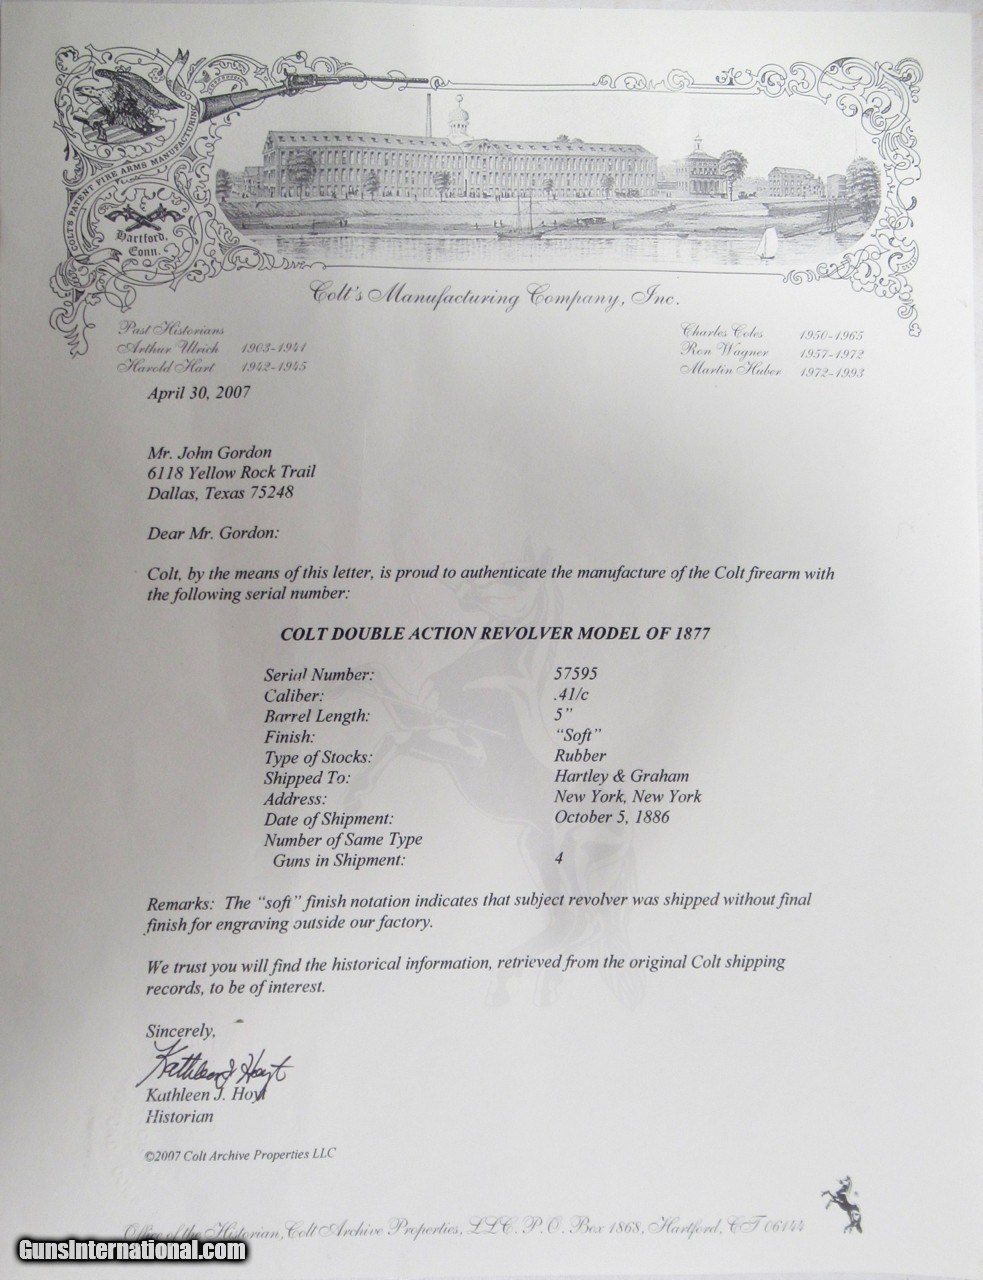 COLT'S PATENT FIRE ARMS MANUFACTURING
Hartford,
Conn.
Colt's Manufacturing Company, Inc.
Past Historians
Arthur Ulrich 1903-1941
Harold Hart 1942-1945
Charles Coles 1950-1965
Ron Wagner 1957-1972
Martin Huber 1972-1993
April 30, 2007
Mr. John Gordon
6118 Yellow Rock Trail
Dallas, Texas 75248
Dear Mr. Gordon:
Colt, by the means of this letter, is proud to authenticate the manufacture of the Colt firearm with
the following serial number:
COLT DOUBLE ACTION REVOLVER MODEL OF 1877
Serial Number: 57595
Caliber: .41/c
Barrel Length: 5"
Finish: "Soft"
Type of Stocks: Rubber
Shipped To: Hartley & Graham
Address: New York, New York
Date of Shipment: October 5, 1886
Number of Same Type
Guns in Shipment: 4
Remarks: The "soft" finish notation indicates that subject revolver was shipped without final
finish for engraving outside our factory.
We trust you will find the historical information, retrieved from the original Colt shipping
records, to be of interest.
Sincerely,
Kathleen J. Hoyt
Kathleen J. Hoyt
Historian
©2007 Colt Archive Properties LLC
Office of the Historian, Colt Archive Properties, LLC. P.O. Box 1868, Hartford, CT 06144
GunsInternational.com